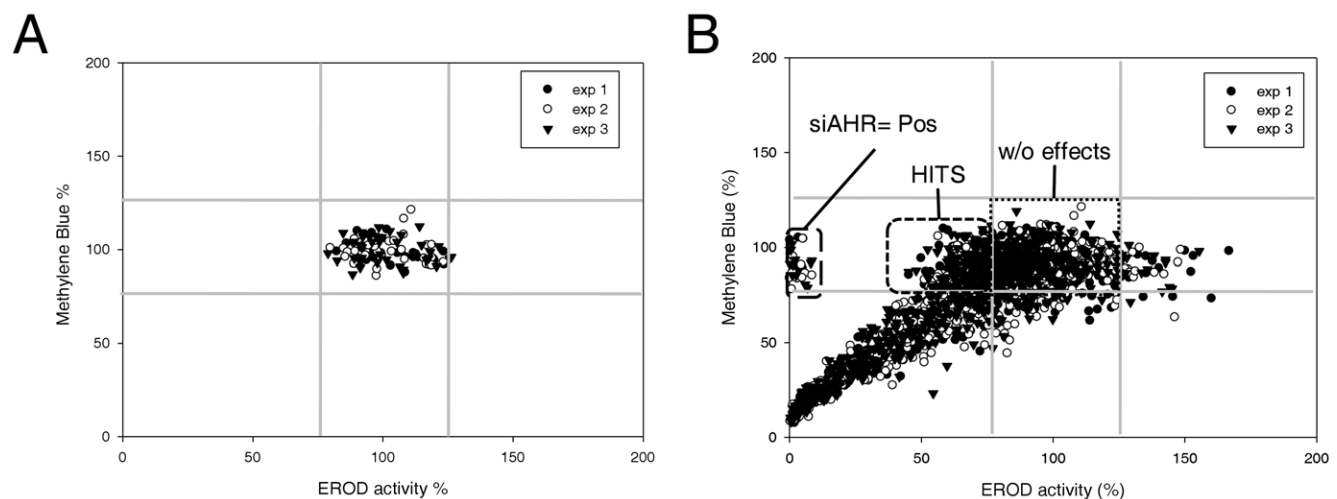 A
Methylene Blue %
200
150
100
50
0
0
50
100
150
200
EROD activity %
exp 1
exp 2
exp 3
B
Methylene Blue (%)
200
150
100
50
0
0
50
100
150
200
EROD activity (%)
siAHR= Pos
HITS
w/o effects
exp 1
exp 2
exp 3